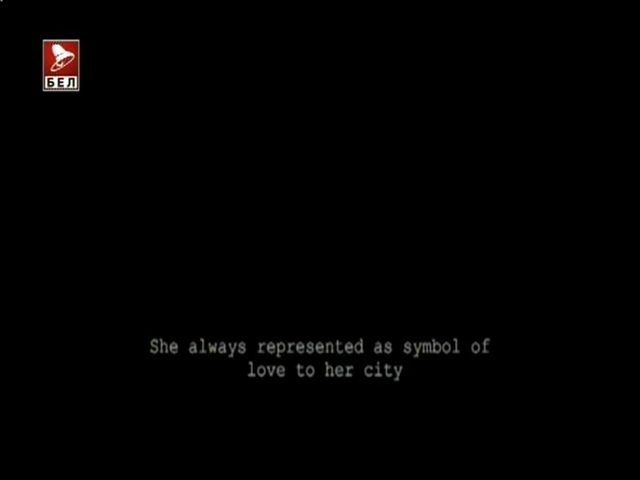 БЕЛ
She always represented as symbol of
love to her city